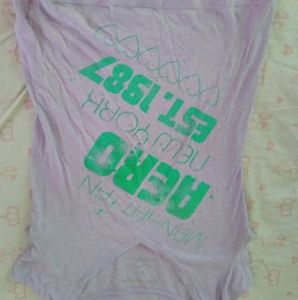 MANHATTAN
AERO
NEW YORK
EST. 1987